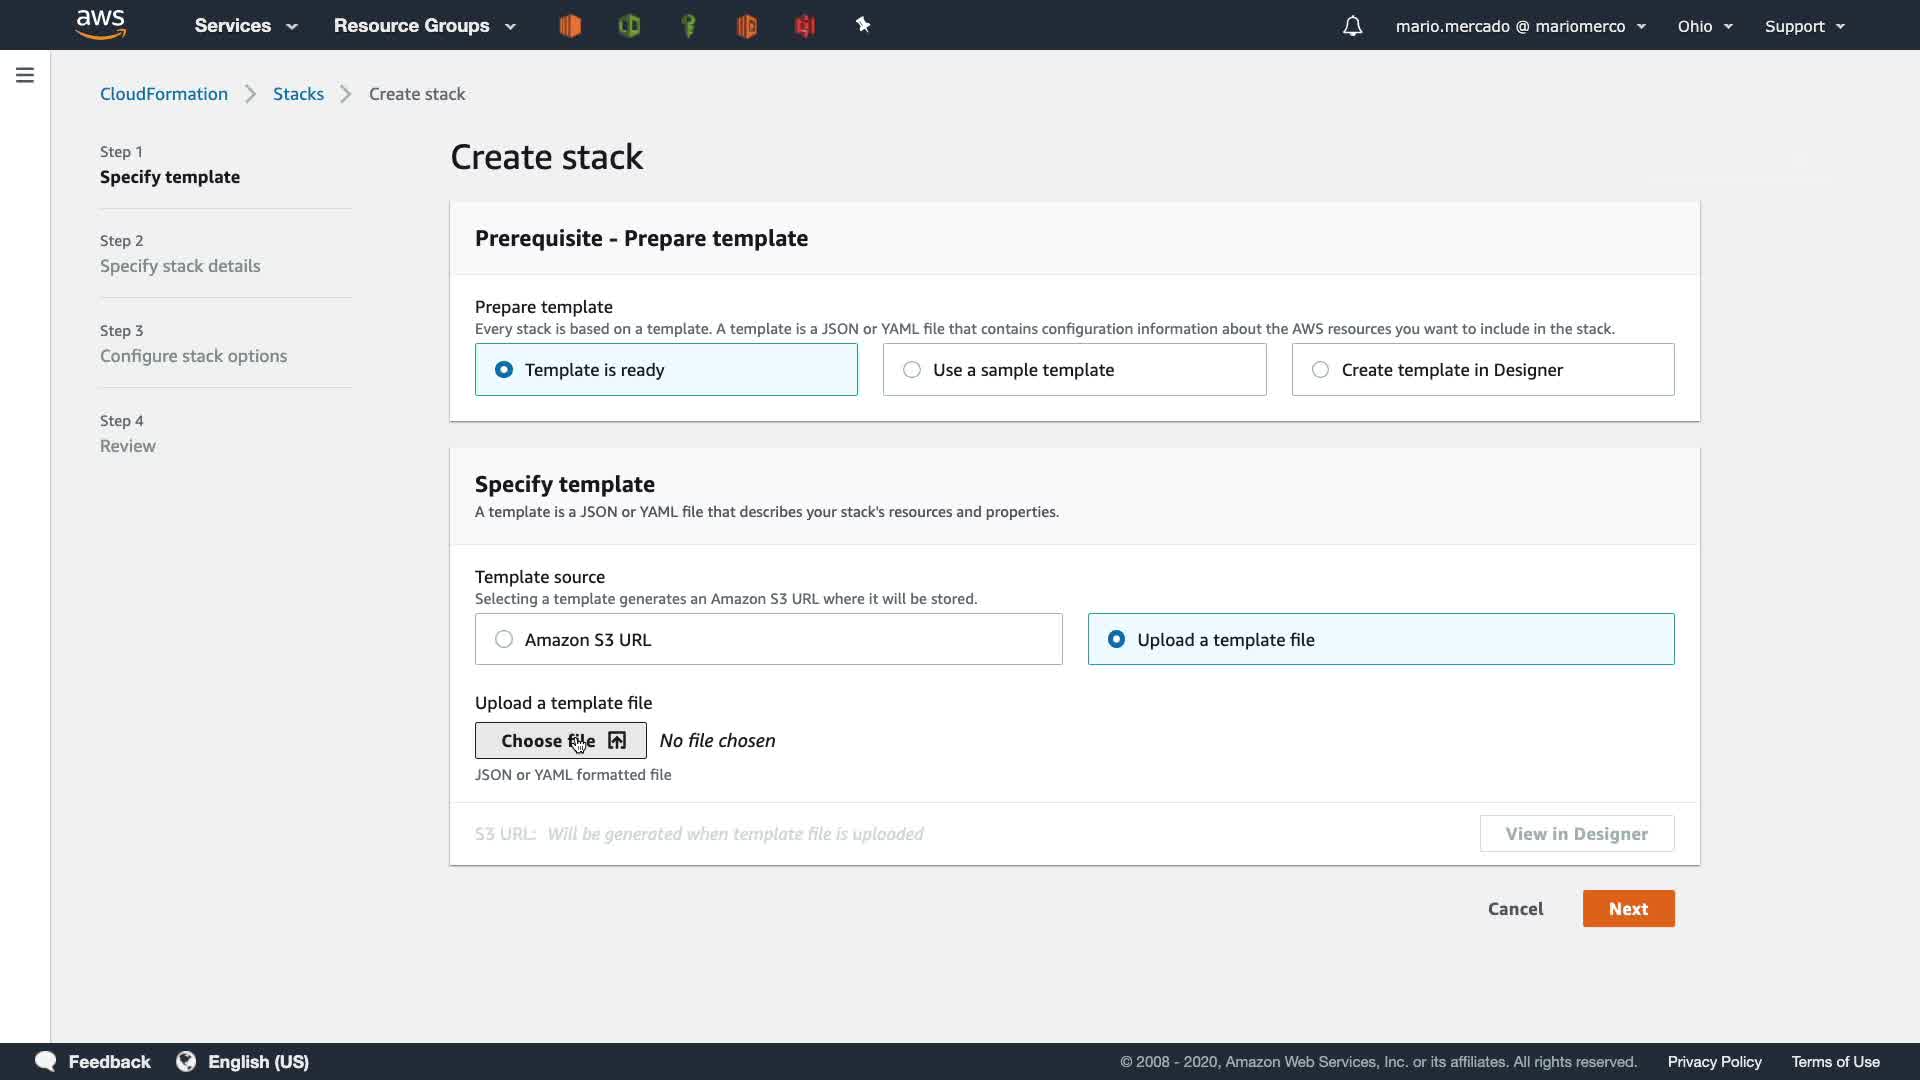 aws
Services
Resource Groups
mario.mercado @ mariomerco
Ohio
Support
CloudFormation
Stacks
Create stack
Step 1
Specify template
Step 2
Specify stack details
Step 3
Configure stack options
Step 4
Review
Create stack
Prerequisite - Prepare template
Prepare template
Every stack is based on a template. A template is a JSON or YAML file that contains configuration information about the AWS resources you want to include in the stack.
Template is ready
Use a sample template
Create template in Designer
Specify template
A template is a JSON or YAML file that describes your stack's resources and properties.
Template source
Selecting a template generates an Amazon S3 URL where it will be stored.
Amazon S3 URL
Upload a template file
Upload a template file
Choose file
No file chosen
JSON or YAML formatted file
S3 URL: Will be generated when template file is uploaded
View in Designer
Cancel
Next
Feedback
English (US)
© 2008 - 2020, Amazon Web Services, Inc. or its affiliates. All rights reserved.
Privacy Policy
Terms of Use